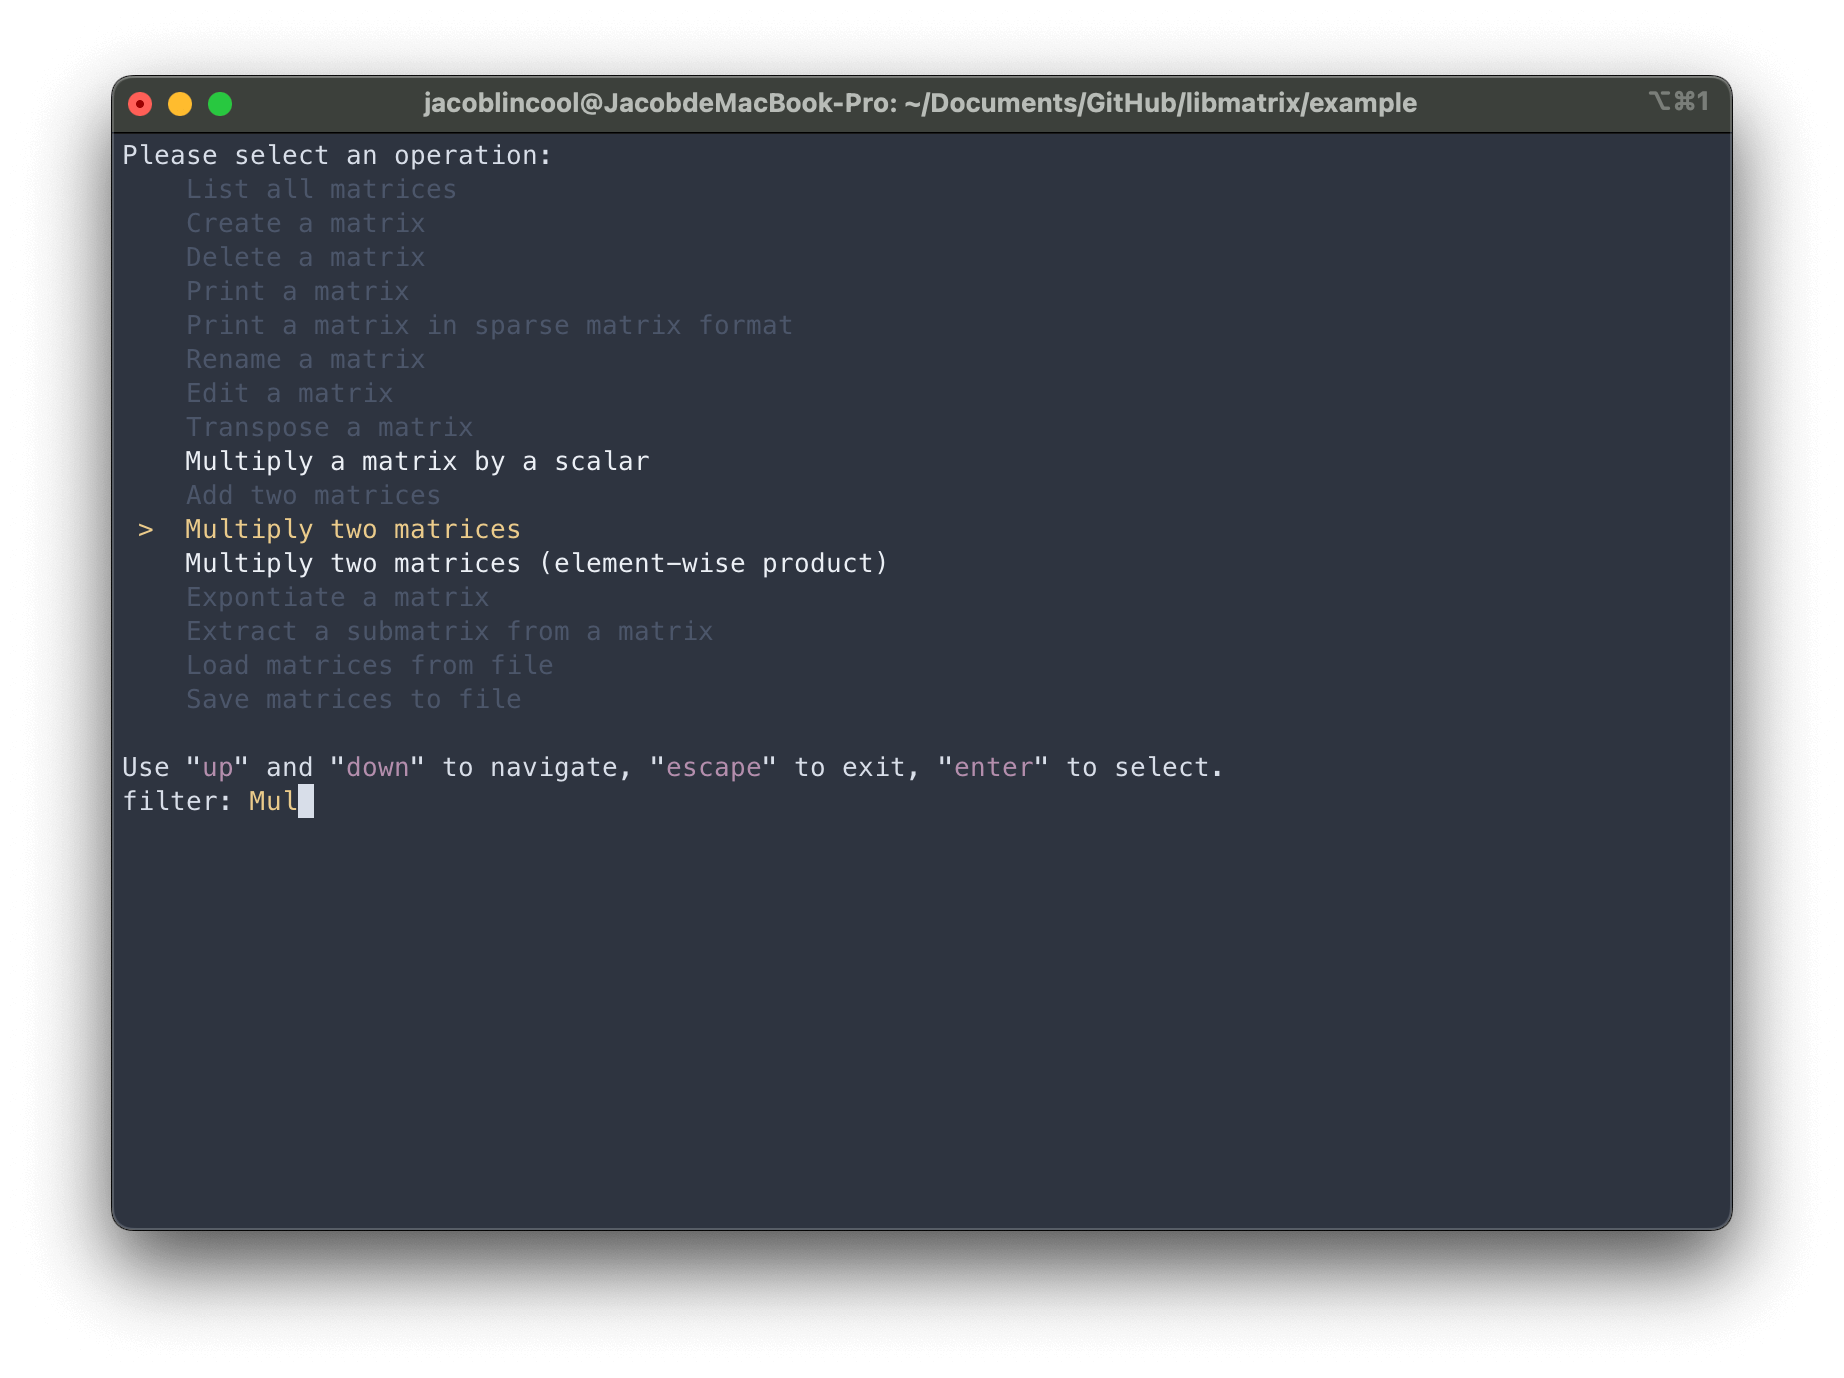 jacoblincool@JacobdeMacBook-Pro: ~/Documents/GitHub/libmatrix/example ⌥⌘1
Please select an operation:
List all matrices
Create a matrix
Delete a matrix
Print a matrix
Print a matrix in sparse matrix format
Rename a matrix
Edit a matrix
Transpose a matrix
Multiply a matrix by a scalar
Add two matrices
> Multiply two matrices
Multiply two matrices (element-wise product)
Expontiate a matrix
Extract a submatrix from a matrix
Load matrices from file
Save matrices to file
Use "up" and "down" to navigate, "escape" to exit, "enter" to select.
filter: Mul